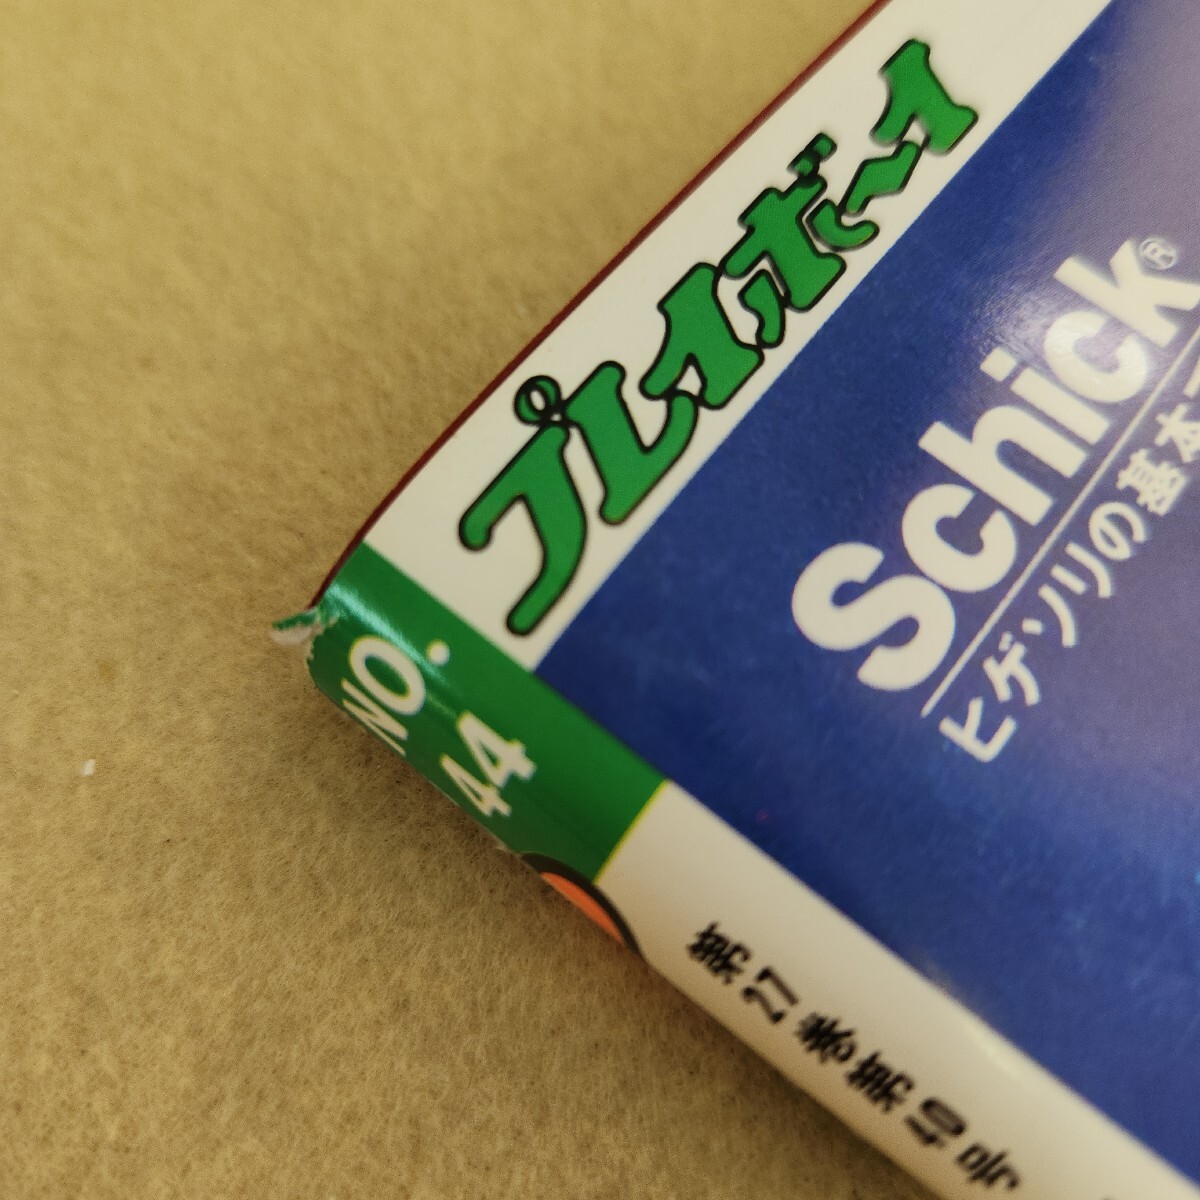 プレイボーイ
NO.
44
Schick®
ヒゲソリの基本
第27巻第40号